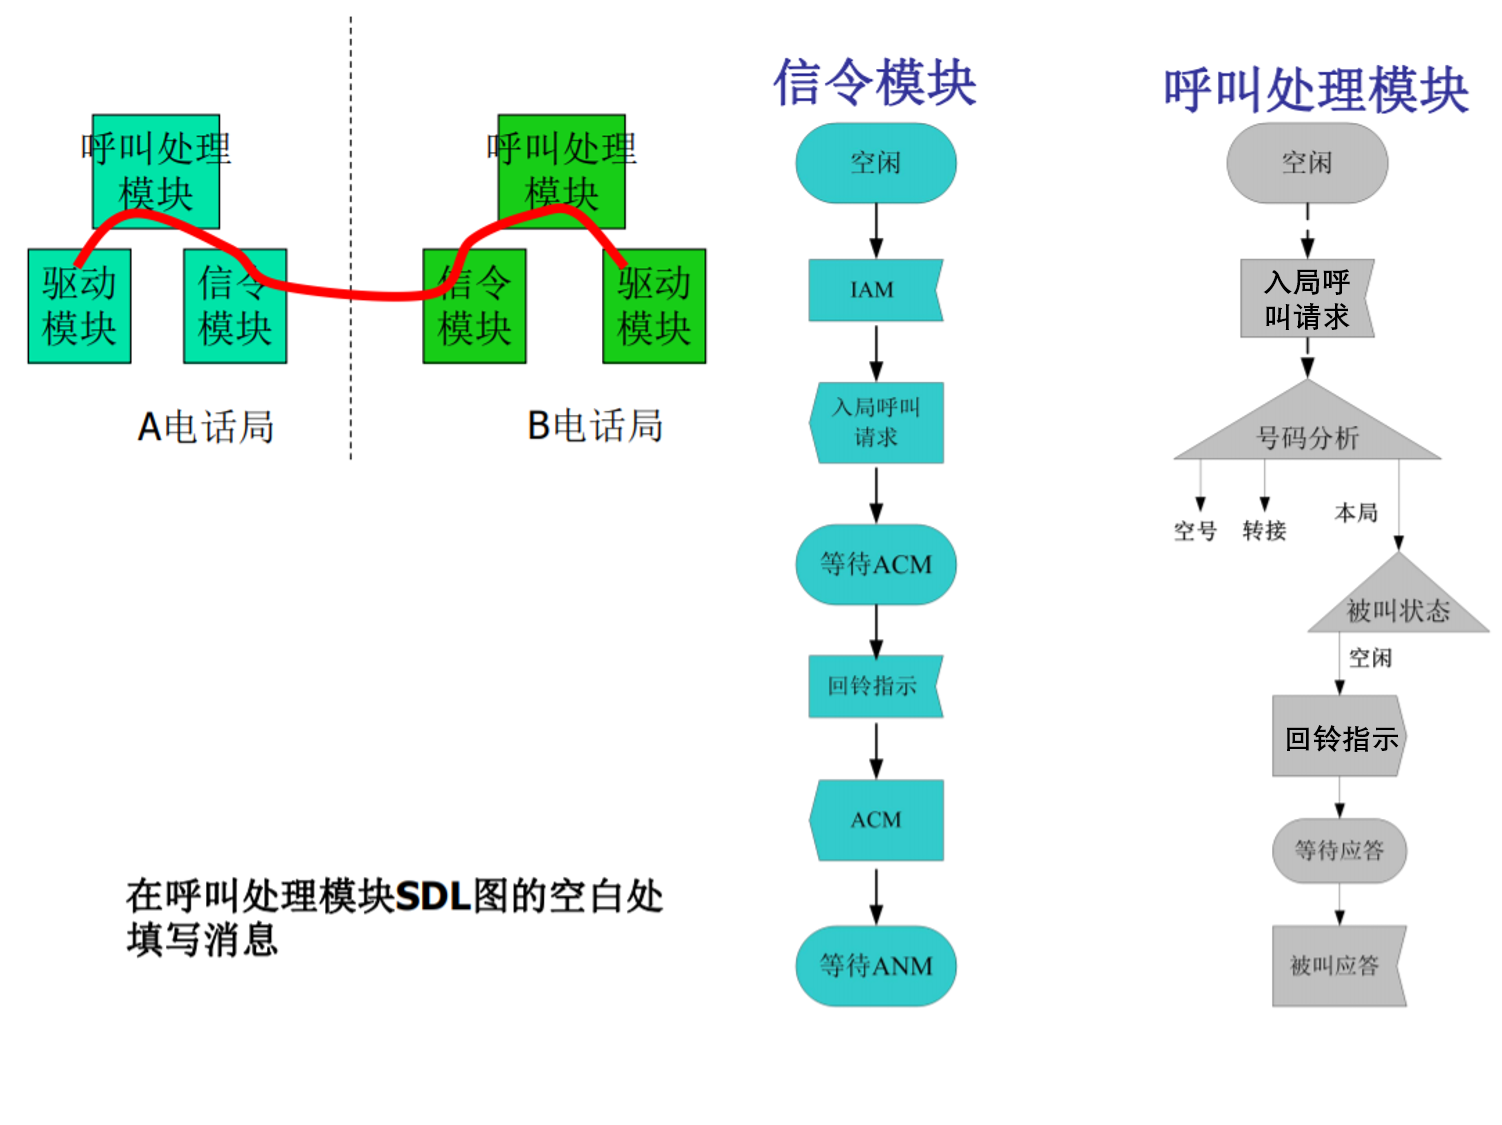 呼叫处理
模块
驱动
模块
信令
模块
A电话局
呼叫处理
模块
信令
模块
驱动
模块
B电话局
在呼叫处理模块SDL图的空白处
填写消息
信令模块
空闲
IAM
入局呼叫
请求
等待ACM
回铃指示
ACM
等待ANM
呼叫处理模块
空闲
入局呼
叫请求
号码分析
空号
转接
本局
被叫状态
空闲
回铃指示
等待应答
被叫应答